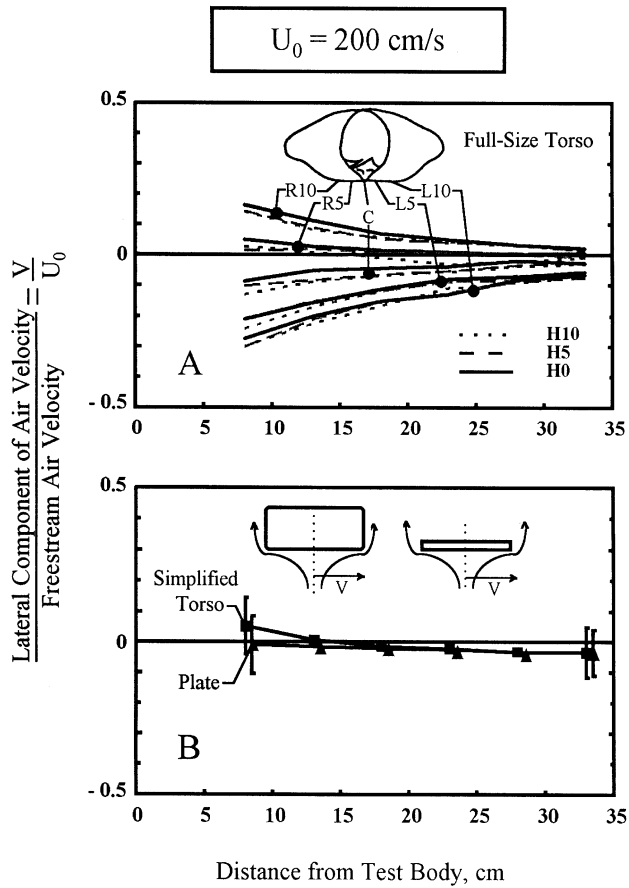 U0 = 200 cm/s
Lateral Component of Air Velocity = V
Freestream Air Velocity U0
0.5
0
- 0.5
Full-Size Torso
R10
R5
C
L5
L10
H10
H5
H0
A
0 5 10 15 20 25 30 35
0.5
0
- 0.5
V
V
Simplified
Torso
Plate
B
0 5 10 15 20 25 30 35
Distance from Test Body, cm